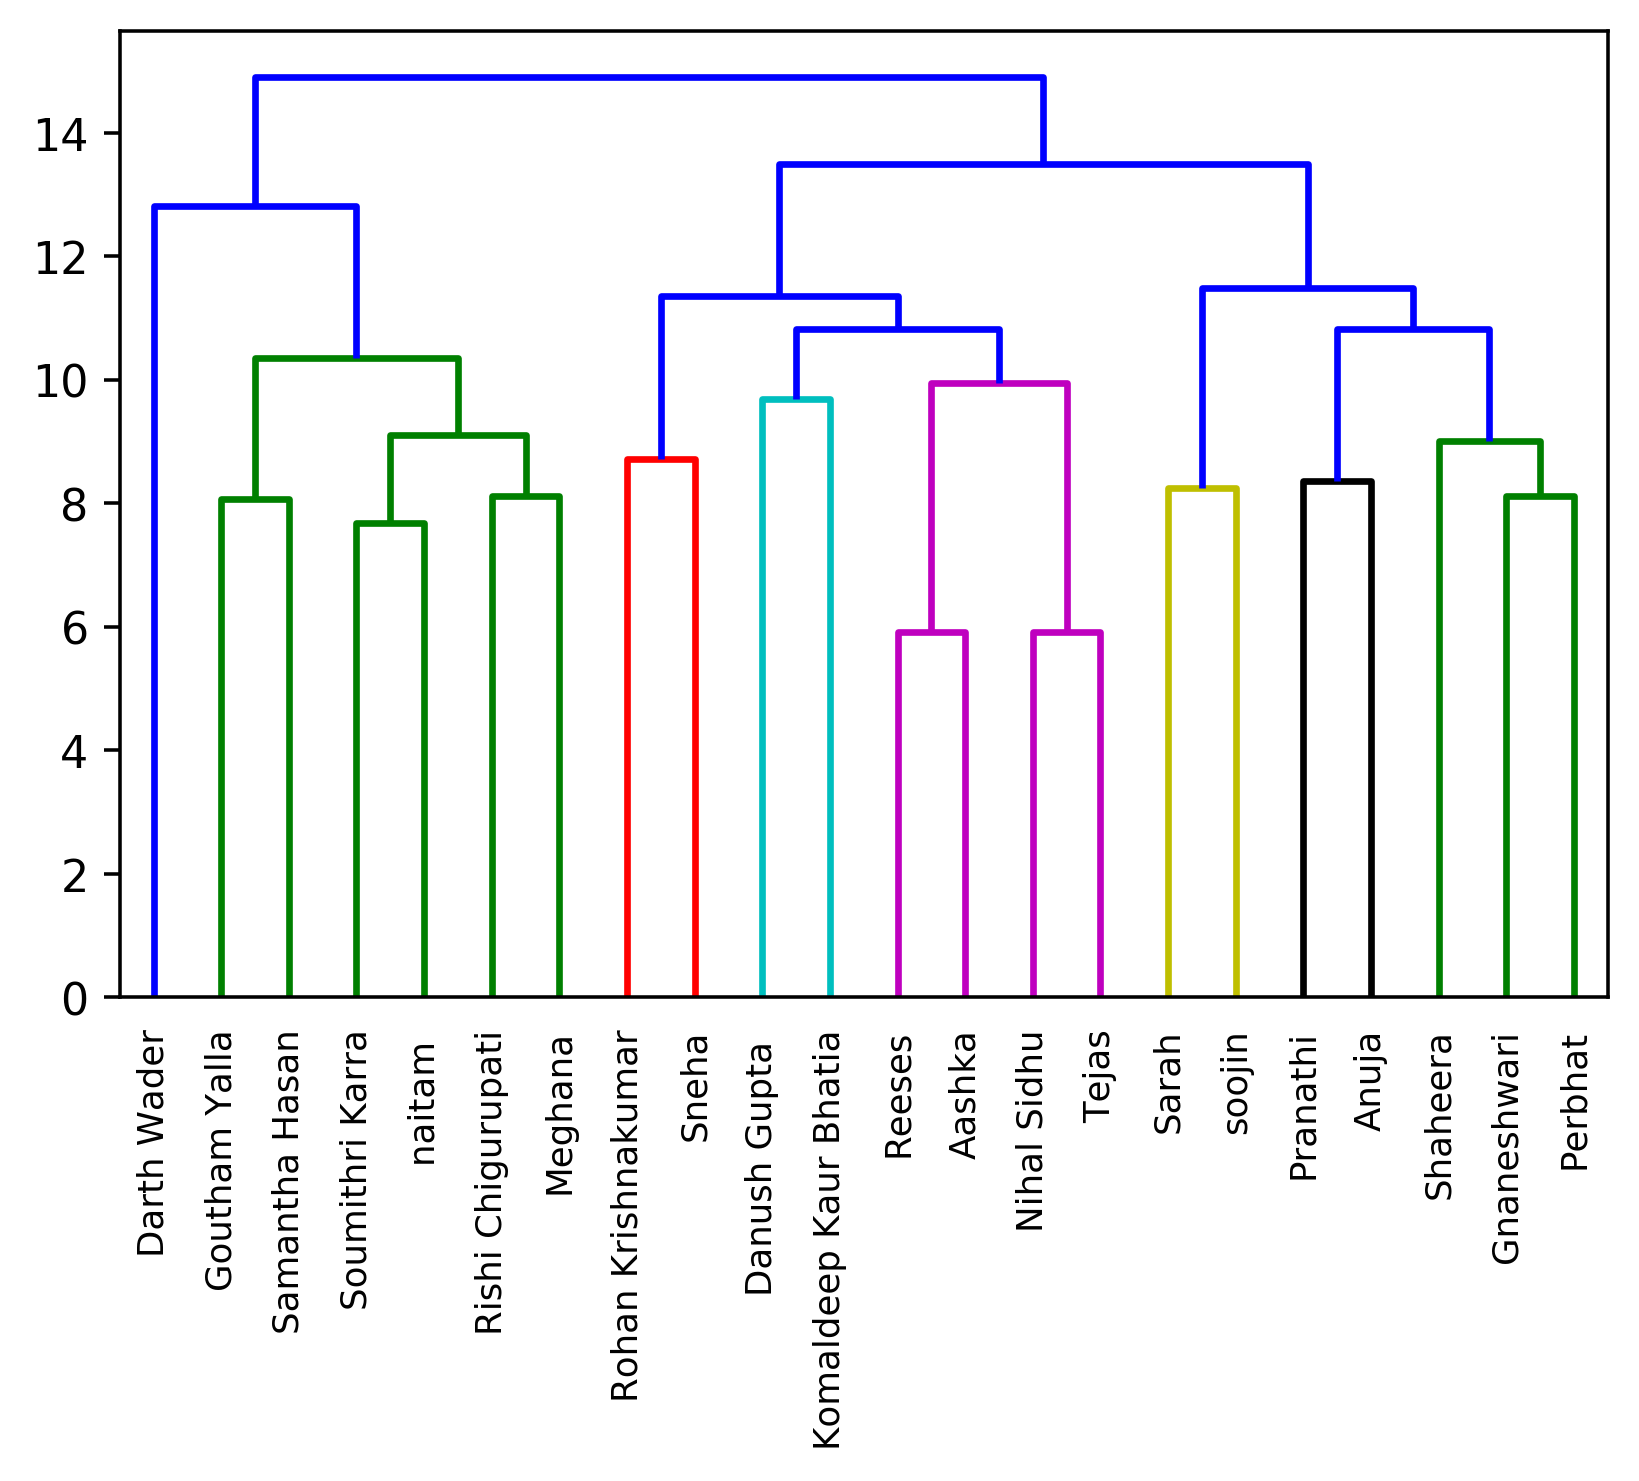 14
12
10
8
6
4
2
0
Darth Wader
Goutham Yalla
Samantha Hasan
Soumithri Karra
naitam
Rishi Chigurupati
Meghana
Rohan Krishnakumar
Sneha
Danush Gupta
Komaldeep Kaur Bhatia
Reeses
Aashka
Nihal Sidhu
Tejas
Sarah
soojin
Pranathi
Anuja
Shaheera
Gnaneshwari
Perbhat